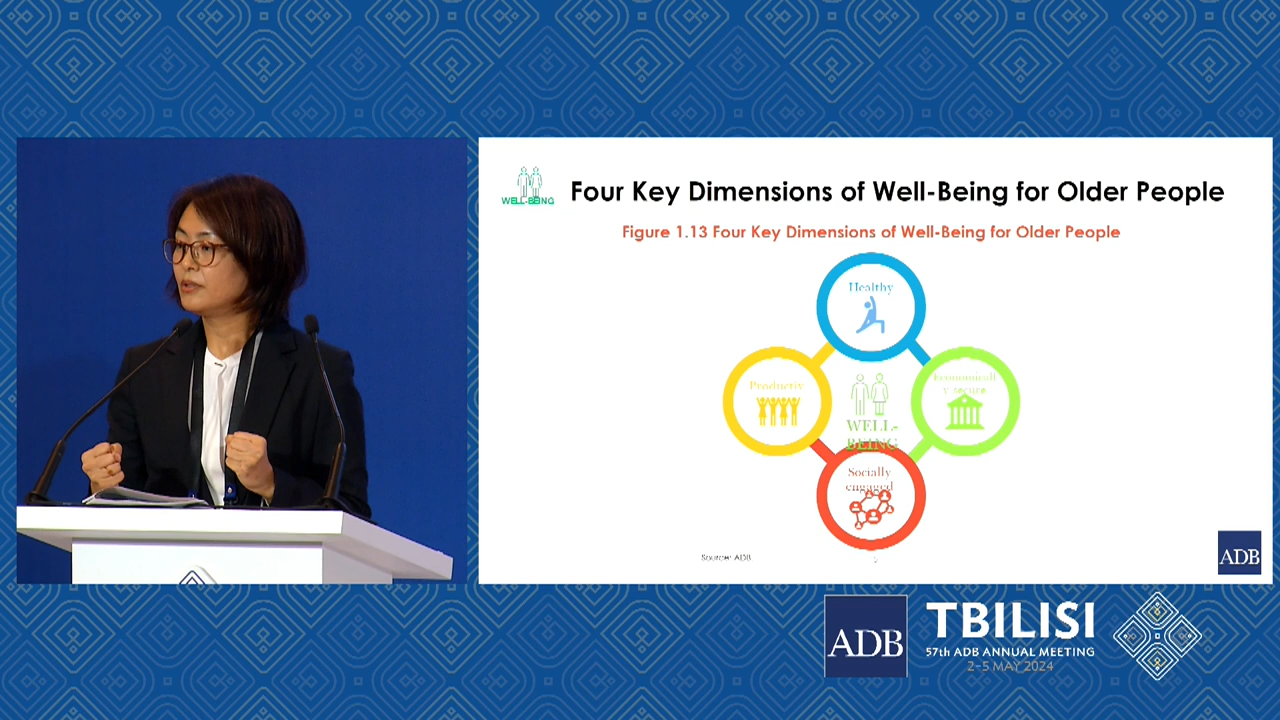 WELL-BEING
Four Key Dimensions of Well-Being for Older People
Figure 1.13 Four Key Dimensions of Well-Being for Older People
Healthy
Productiv
Economicall
y secure
WELL-
BEING
Socially
engaged
Source: ADB
ADB
ADB
TBILISI
57th ADB ANNUAL MEETING
2-5 MAY 2024